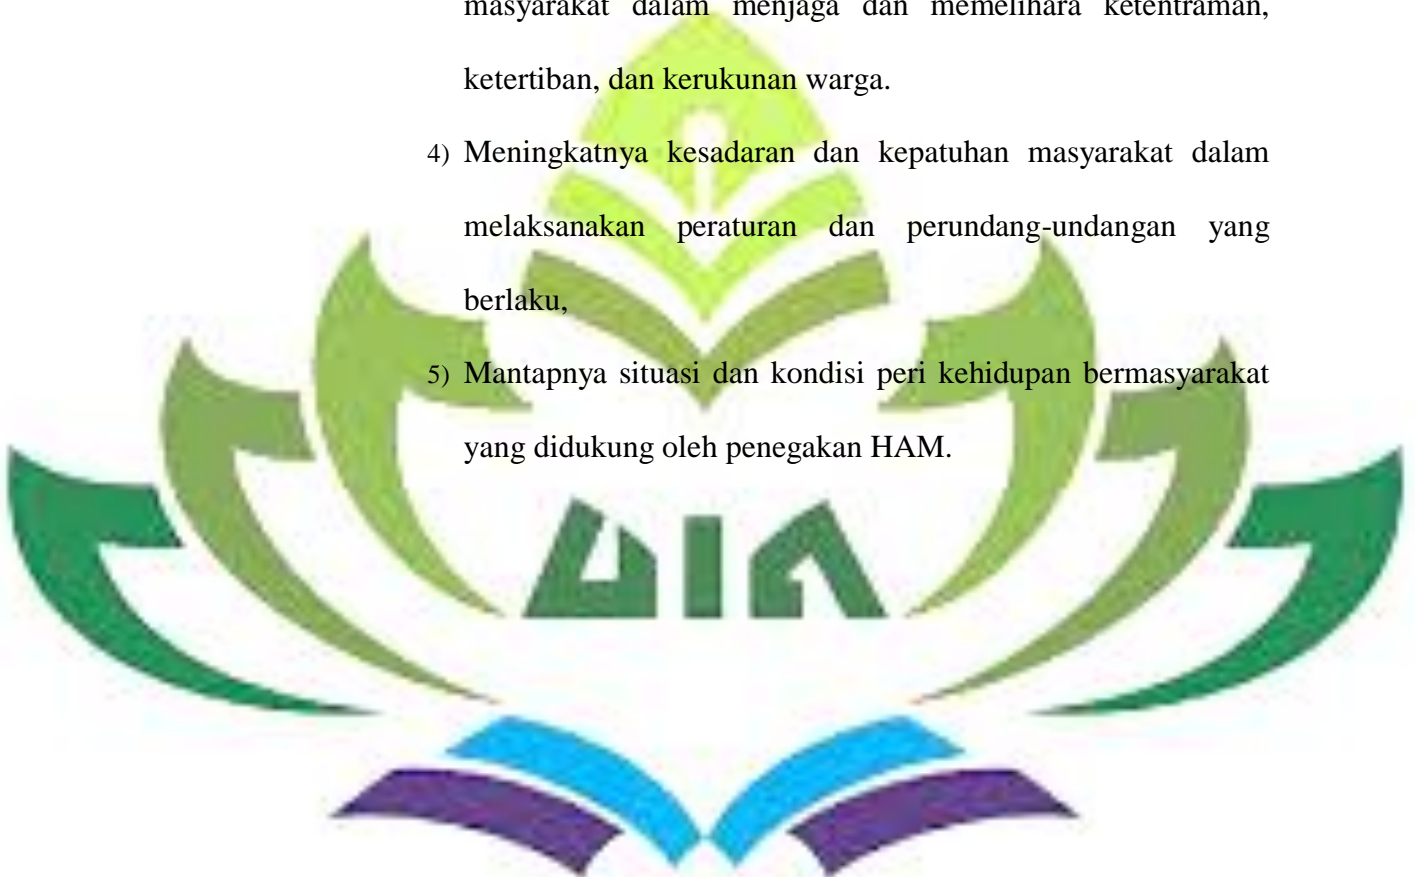 masyarakat dalam menjaga dan memelihara ketentraman,
ketertiban, dan kerukunan warga.
4) Meningkatnya kesadaran dan kepatuhan masyarakat dalam
melaksanakan peraturan dan perundang-undangan yang
berlaku,
5) Mantapnya situasi dan kondisi peri kehidupan bermasyarakat
yang didukung oleh penegakan HAM.